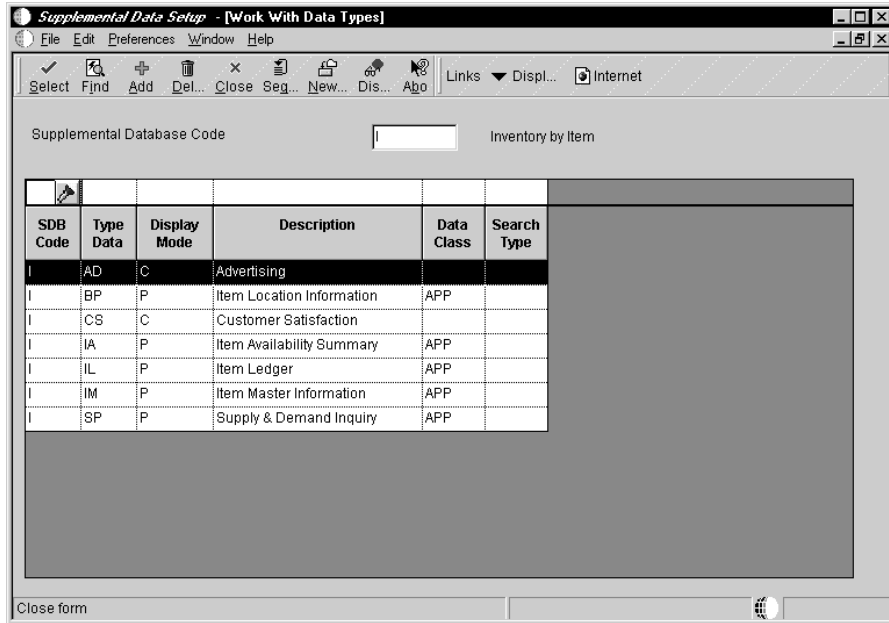 Supplemental Data Setup - [Work With Data Types]
File Edit Preferences Window Help
Select Find Add Del... Close Seq... New... Dis... Abo Links Displ... Internet
Supplemental Database Code I Inventory by Item
SDB Code Type Data Display Mode Description Data Class Search Type
I AD C Advertising
I BP P Item Location Information APP
I CS C Customer Satisfaction
I IA P Item Availability Summary APP
I IL P Item Ledger APP
I IM P Item Master Information APP
I SP P Supply & Demand Inquiry APP
Close form